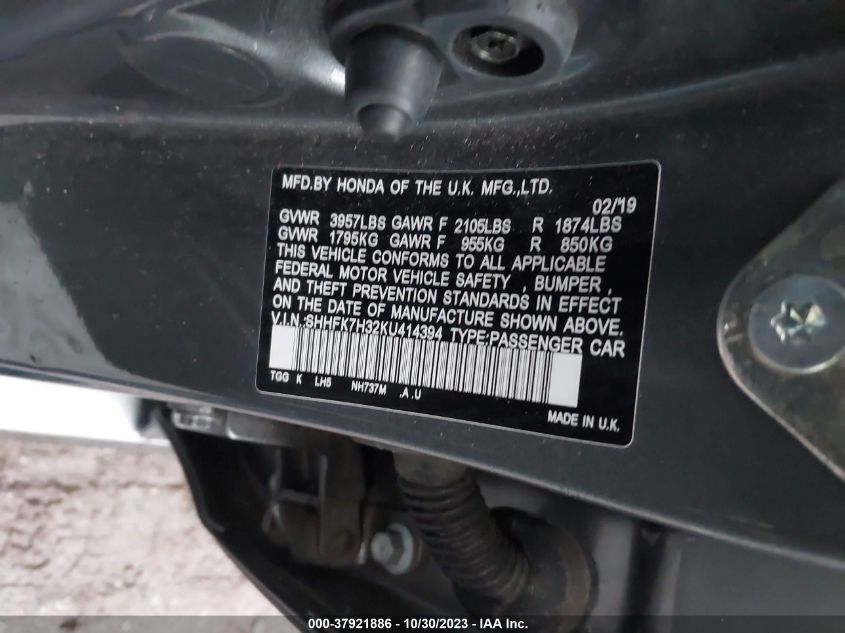 MFD.BY HONDA OF THE U.K. MFG.,LTD.
02/19
GVWR 3957LBS GAWR F 2105LBS R 1874LBS
GVWR 1795KG GAWR F 955KG R 850KG
THIS VEHICLE CONFORMS TO ALL APPLICABLE
FEDERAL MOTOR VEHICLE SAFETY , BUMPER ,
AND THEFT PREVENTION STANDARDS IN EFFECT
ON THE DATE OF MANUFACTURE SHOWN ABOVE.
V.I.N.:SHHFK7H32KU414394 TYPE:PASSENGER CAR
TGG K LH5 NH737M .A .U
MADE IN U.K.
000-37921886 - 10/30/2023 - IAA Inc.